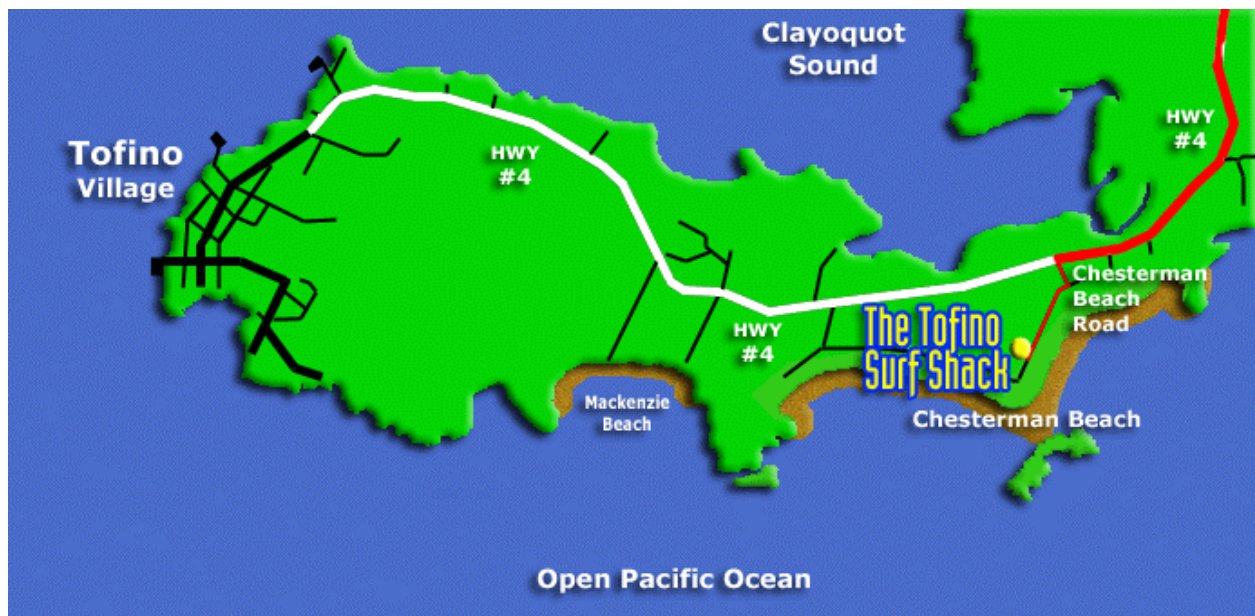 Clayoquot
Sound
HWY
#4
Tofino
Village
HWY
#4
Chesterman
Beach
Road
The Tofino
Surf Shack
HWY
#4
Mackenzie
Beach
Chesterman Beach
Open Pacific Ocean